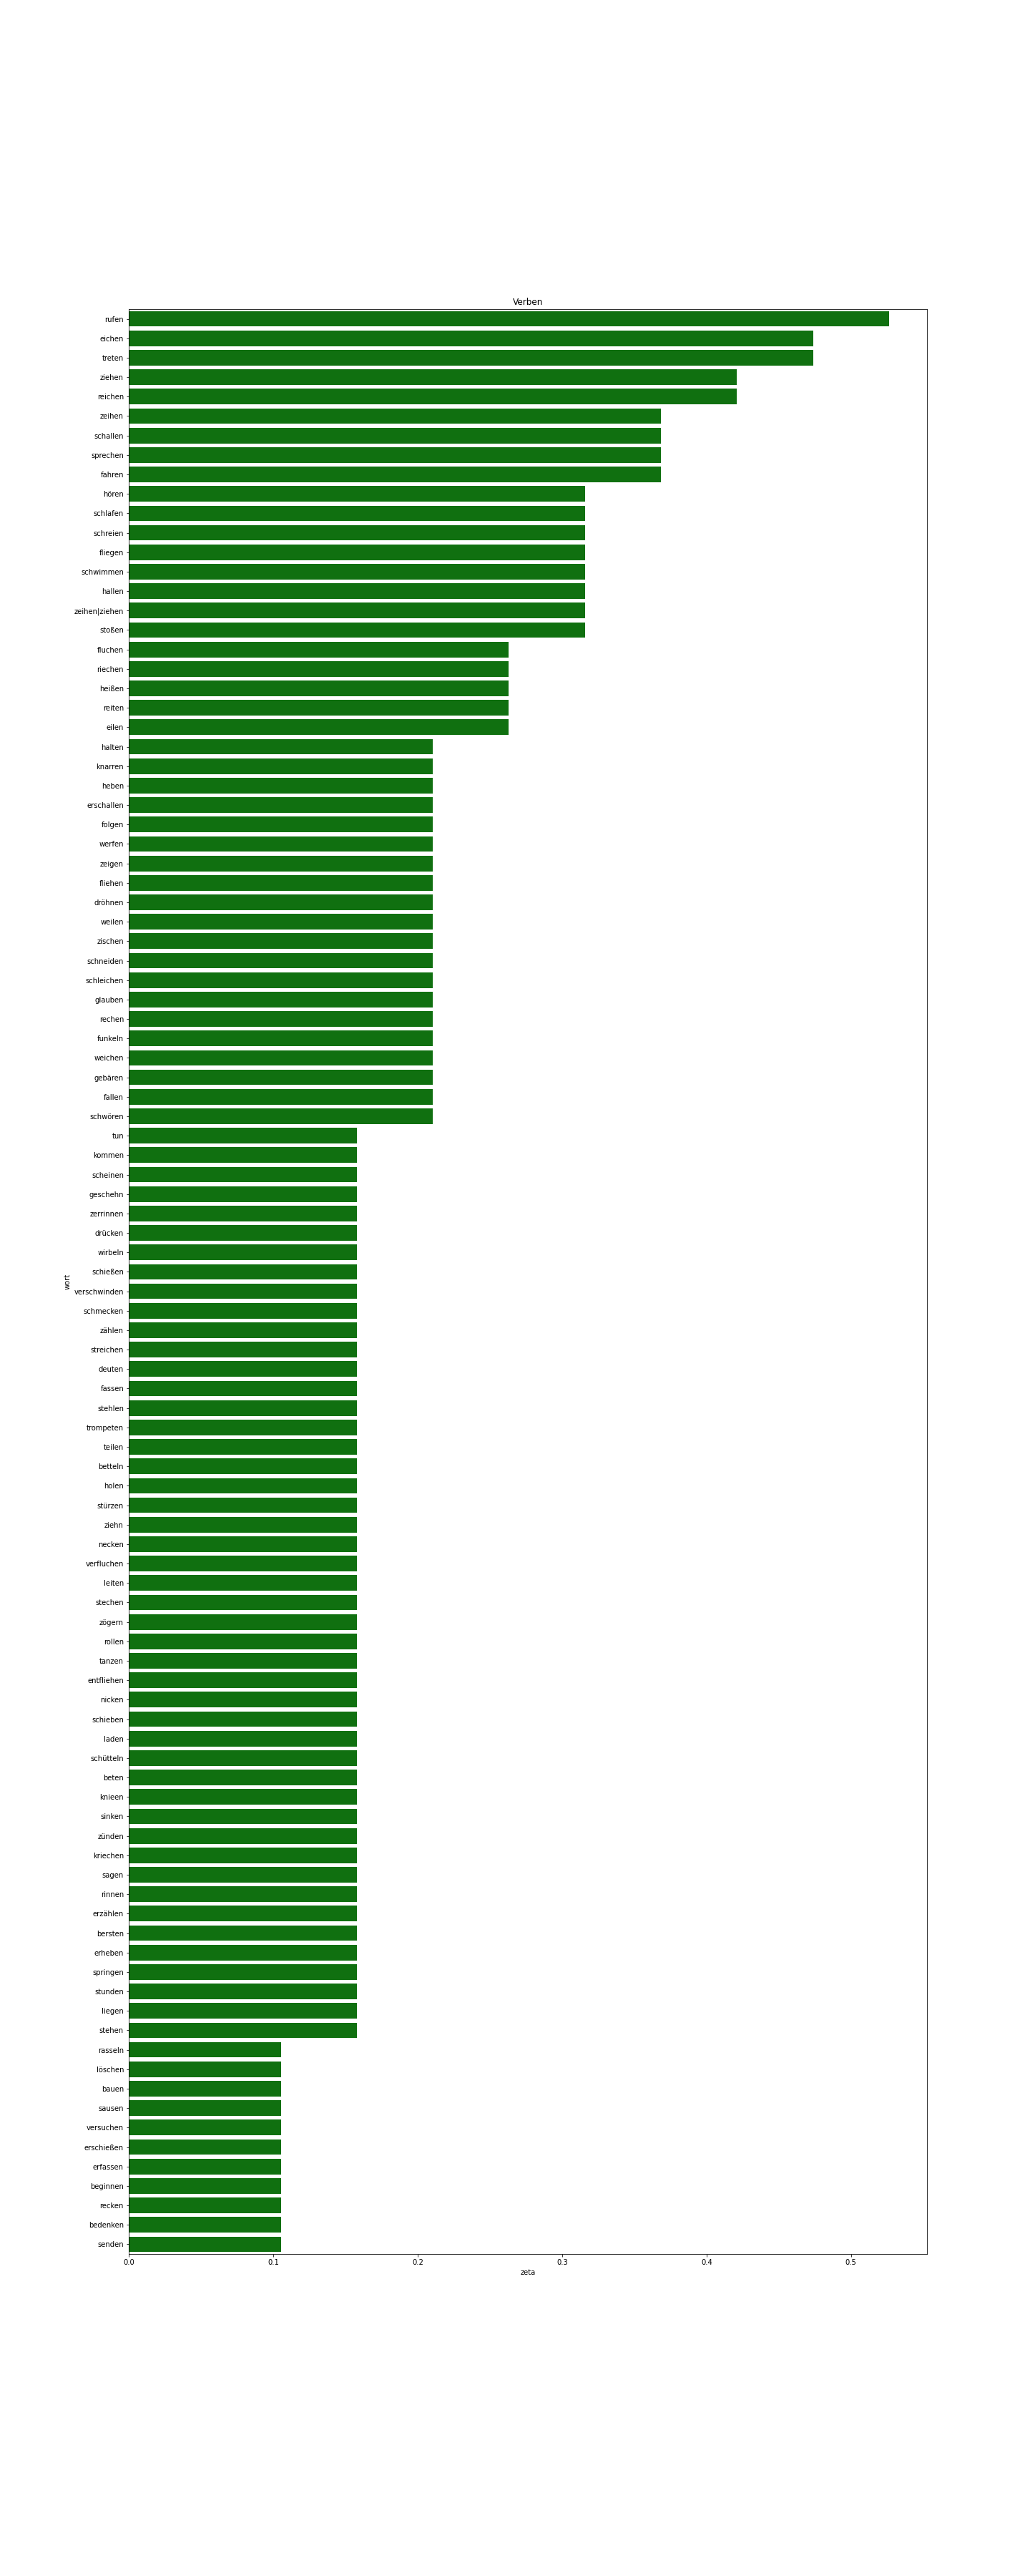 Verben
rufen
eichen
treten
ziehen
reichen
zeihen
schallen
sprechen
fahren
hören
schlafen
schreien
fliegen
schwimmen
hallen
zeihen|ziehen
stoßen
fluchen
riechen
heißen
reiten
eilen
halten
knarren
heben
erschallen
folgen
werfen
zeigen
fliehen
dröhnen
weilen
zischen
schneiden
schleichen
glauben
rechen
funkeln
weichen
gebären
fallen
schwören
tun
kommen
scheinen
geschehn
zerrinnen
drücken
wirbeln
schießen
wort
verschwinden
schmecken
zählen
streichen
deuten
fassen
stehlen
trompeten
teilen
betteln
holen
stürzen
ziehn
necken
verfluchen
leiten
stechen
zögern
rollen
tanzen
entfliehen
nicken
schieben
laden
schütteln
beten
knieen
sinken
zünden
kriechen
sagen
rinnen
erzählen
bersten
erheben
springen
stunden
liegen
stehen
rasseln
löschen
bauen
sausen
versuchen
erschießen
erfassen
beginnen
recken
bedenken
senden
0.0 0.1 0.2 0.3 0.4 0.5
zeta